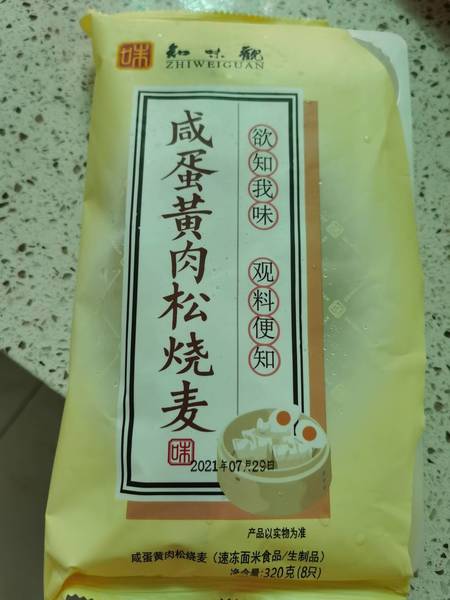 味
知味觀
ZHIWEIGUAN
咸蛋黄肉松烧麦
欲知我味 观料便知
味
2021年07月29日
产品以实物为准
咸蛋黄肉松烧麦（速冻面米食品/生制品）
净含量:320克(8只)